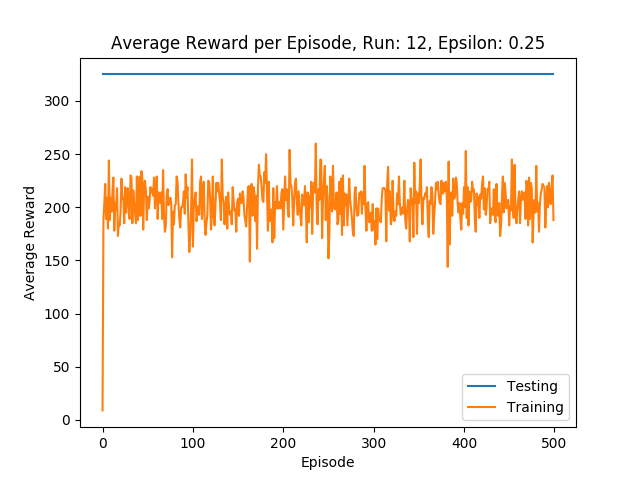 Average Reward per Episode, Run: 12, Epsilon: 0.25
Average Reward
300
250
200
150
100
50
0
0 100 200 300 400 500
Episode
Testing
Training